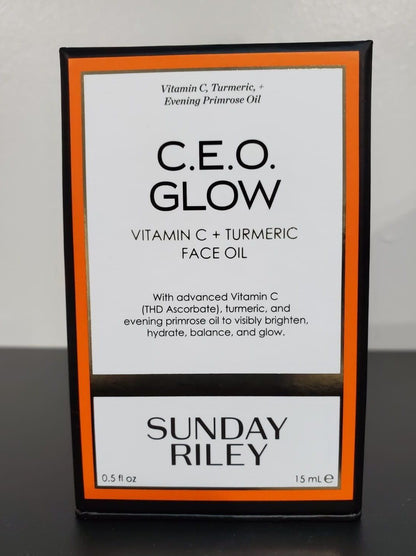 Vitamin C, Turmeric, +
Evening Primrose Oil
C.E.O.
GLOW
VITAMIN C + TURMERIC
FACE OIL
With advanced Vitamin C
(THD Ascorbate), turmeric, and
evening primrose oil to visibly brighten,
hydrate, balance, and glow.
SUNDAY
RILEY
0.5 fl oz 15 mL ℮